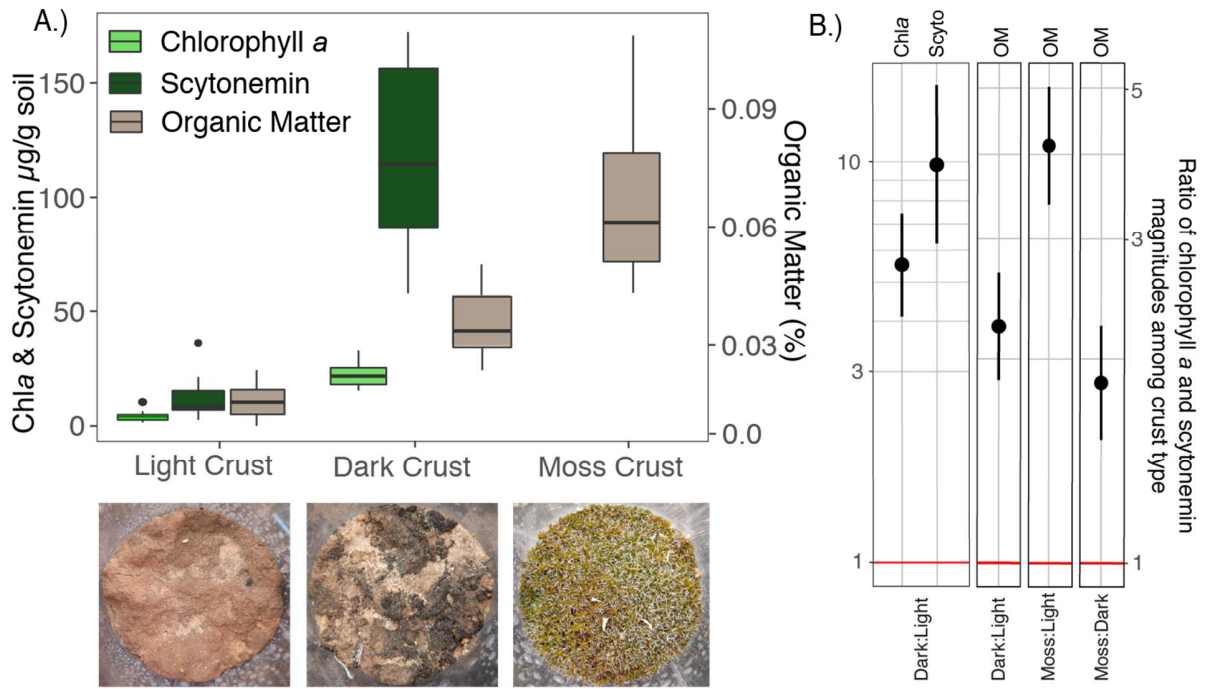 A.)
Chlorophyll a
Scytonemin
Organic Matter
Chla & Scytonemin µg/g soil
150
100
50
0
0.09
0.06
0.03
0.0
Organic Matter (%)
Light Crust
Dark Crust
Moss Crust
B.)
Chla
Scyto
OM
OM
OM
10
3
1
5
3
1
Ratio of chlorophyll a and scytonemin
magnitudes among crust type
Dark:Light
Dark:Light
Moss:Light
Moss:Dark